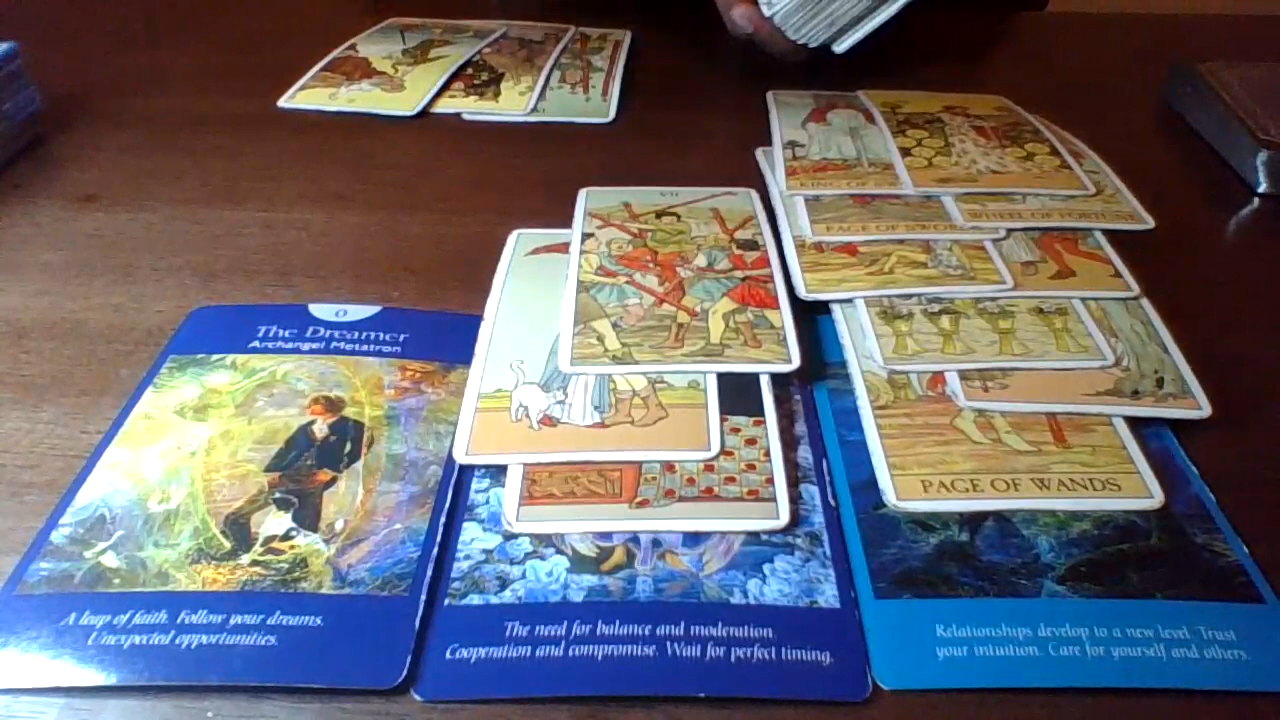 VII
KING OF
WHEEL OF FORTUNE
PAGE OF SWORDS
0
The Dreamer
Archangel Metatron
PAGE OF WANDS
A leap of faith. Follow your dreams.
Unexpected opportunities.
The need for balance and moderation.
Cooperation and compromise. Wait for perfect timing.
Relationships develop to a new level. Trust
your intuition. Care for yourself and others.